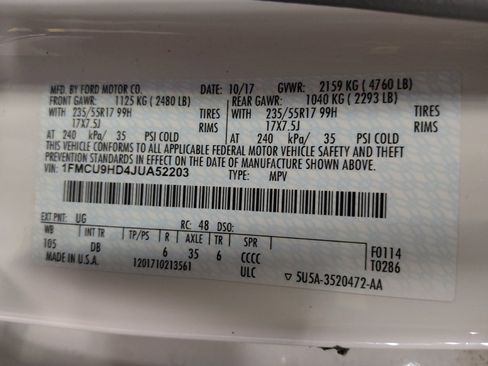 MFD. BY FORD MOTOR CO. DATE: 10/17 GVWR: 2159 KG ( 4760 LB)
FRONT GAWR: 1125 KG ( 2480 LB) REAR GAWR: 1040 KG ( 2293 LB)
WITH 235/55R17 99H TIRES WITH 235/55R17 99H TIRES
17X7.5J RIMS 17X7.5J RIMS
AT 240 kPa/ 35 PSI COLD AT 240 kPa/ 35 PSI COLD
THIS VEHICLE CONFORMS TO ALL APPLICABLE FEDERAL MOTOR VEHICLE SAFETY AND THEFT
PREVENTION STANDARDS IN EFFECT ON THE DATE OF MANUFACTURE SHOWN ABOVE.
VIN: 1FMCU9HD4JUA52203 TYPE: MPV
EXT PNT: UG RC: 48 DSO: F0114
WB INT TR TP/PS R AXLE TR SPR T0286
105 DB 6 35 6 CCCC
MADE IN U.S.A. 1201710213561 ULC 5U5A-3520472-AA